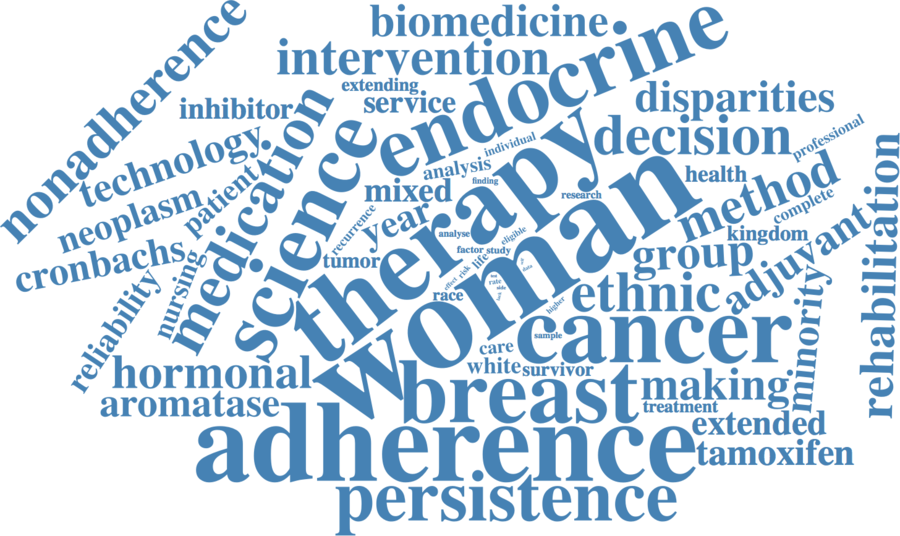 biomedicine
intervention
endocrine
nonadherence
extending
service
inhibitor
disparities
decision
technology
medication
science
individual
analysis
professional
finding
therapy
woman
health
method
mixed
research
patient
neoplasm
year
recurrence
complete
cronbachs
analyse
eligible
kingdom
factor
study
group
adjuvant
rehabilitation
tumor
life
risk
effect
data
rate
side
nursing
reliability
race
ethnic
higher
minority
cancer
sample
care
white
survivor
hormonal
breast
making
aromatase
treatment
extended
adherence
tamoxifen
persistence